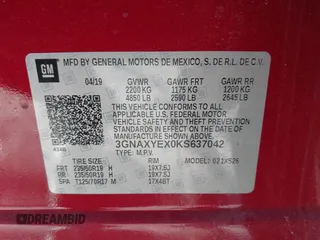 GM
MFD BY GENERAL MOTORS DE MEXICO, S. DE R.L. DE C.V.
04/19 GVWR GAWR FRT GAWR RR
2200 KG 1175 KG 1200 KG
4850 LB 2590 LB 2645 LB
THIS VEHICLE CONFORMS TO ALL
APPLICABLE U.S. FEDERAL MOTOR
VEHICLE SAFETY AND THEFT
PREVENTION STANDARDS IN EFFECT
ON THE DATE OF MANUFACTURE
SHOWN ABOVE.
3GNAXYEX0KS637042
TYPE: M.P.V.
TIRE SIZE RIM MODEL:
FRT 235/50R19 H 19X7.5J
RR 235/50R19 H 19X7.5J
SPA T125/70R17 M 17X4BT
DREAMBID